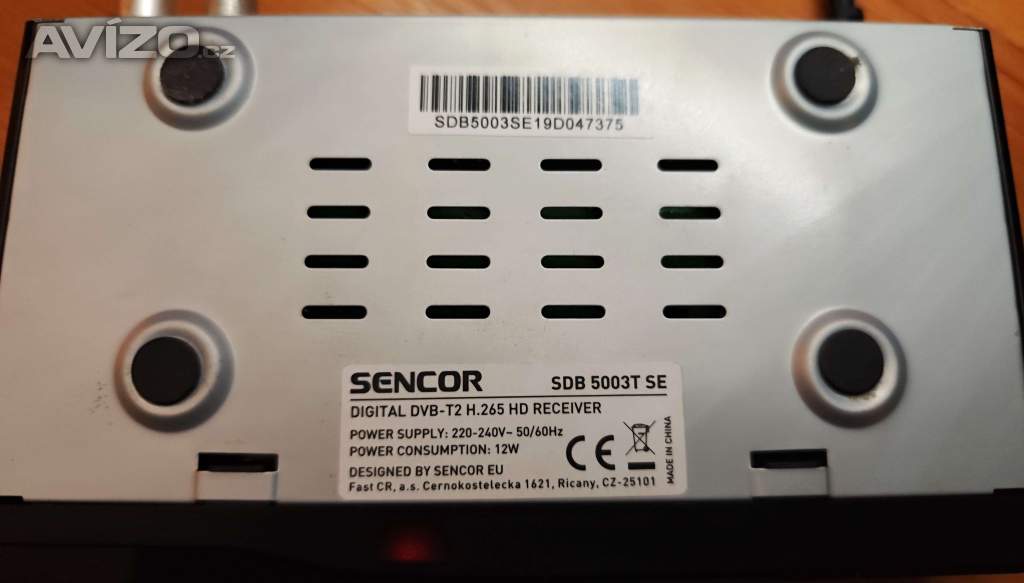 AVÍZO.cz
SDB5003SE19D047375
SENCOR SDB 5003T SE
DIGITAL DVB-T2 H.265 HD RECEIVER
POWER SUPPLY: 220-240V~ 50/60Hz
POWER CONSUMPTION: 12W
DESIGNED BY SENCOR EU
Fast CR, a.s. Cernokostelecka 1621, Ricany, CZ-25101
CE
MADE IN CHINA